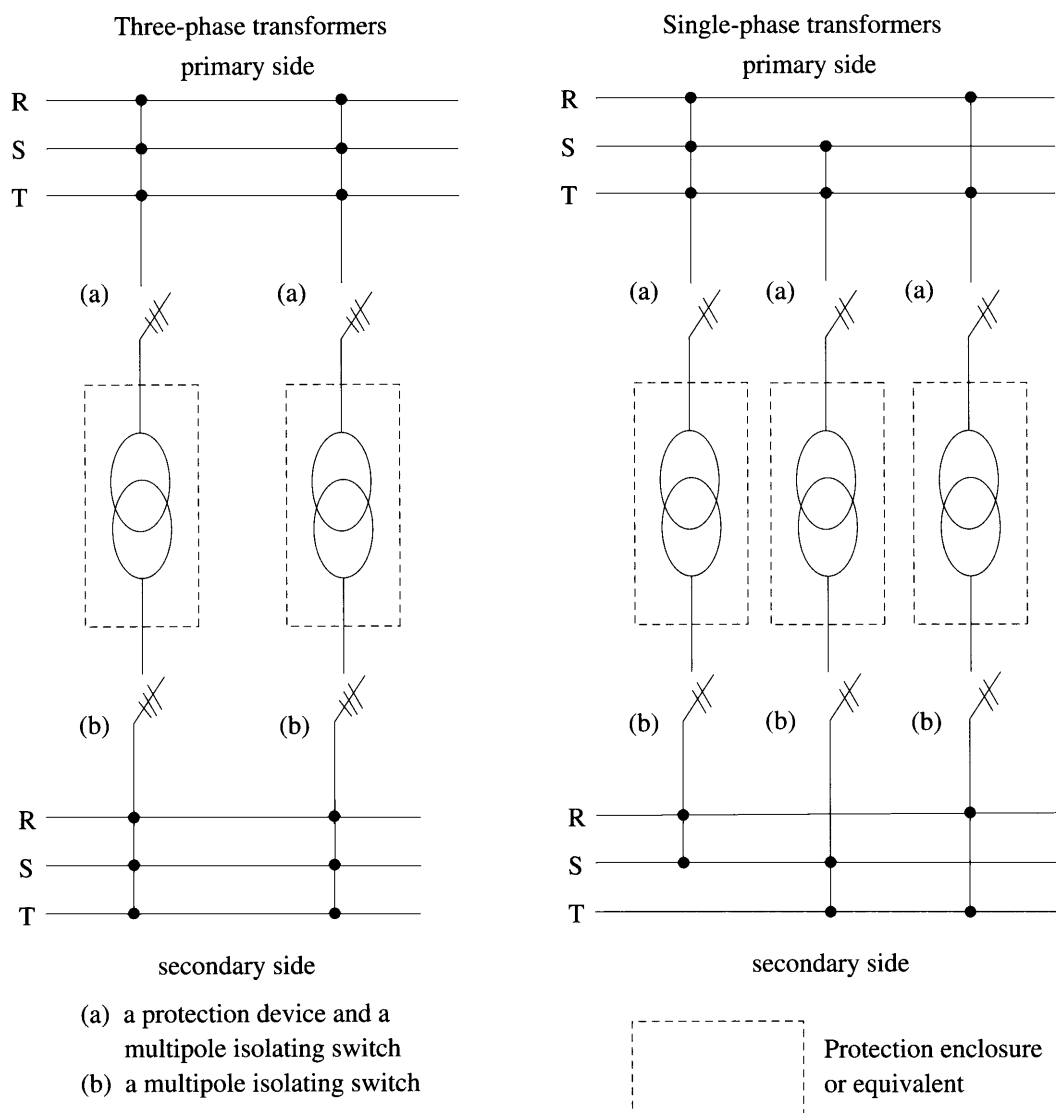 Three-phase transformers
primary side
R
S
T
(a)
(a)
(b)
(b)
R
S
T
secondary side
(a) a protection device and a
multipole isolating switch
(b) a multipole isolating switch
Single-phase transformers
primary side
R
S
T
(a)
(a)
(a)
(b)
(b)
(b)
R
S
T
secondary side
Protection enclosure
or equivalent